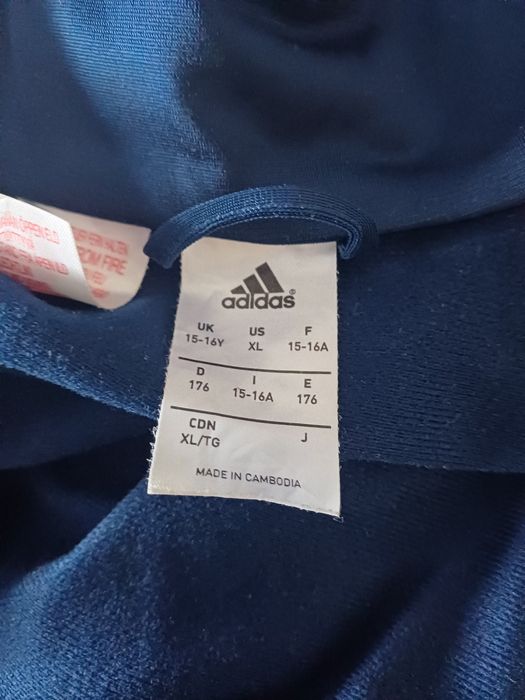 adidas®
UK US F
15-16Y XL 15-16A
D I E
176 15-16A 176
CDN J
XL/TG
MADE IN CAMBODIA